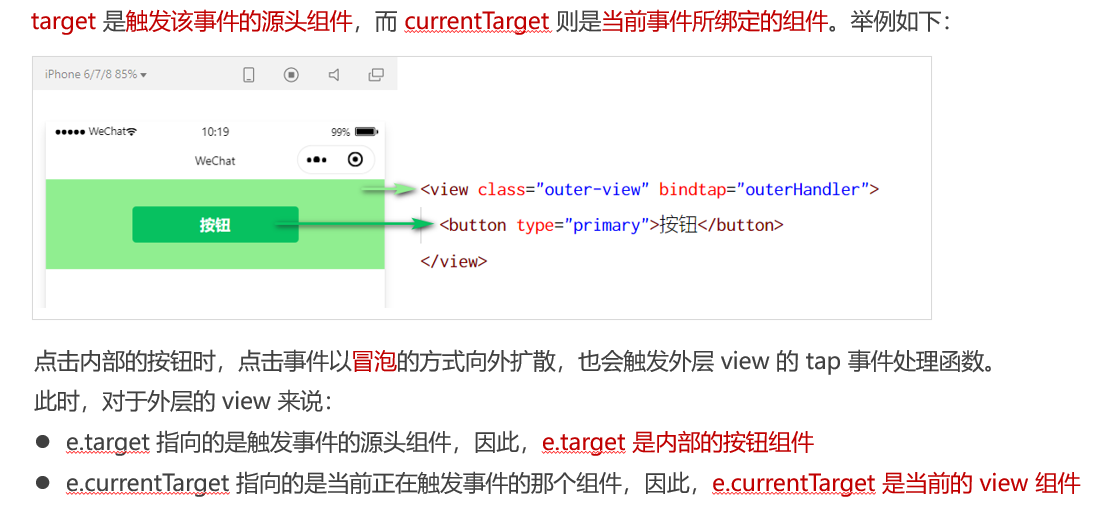 target 是触发该事件的源头组件，而 currentTarget 则是当前事件所绑定的组件。举例如下：
iPhone 6/7/8 85%
WeChat 10:19 99%
WeChat
<view class="outer-view" bindtap="outerHandler">
按钮 <button type="primary">按钮</button>
</view>
点击内部的按钮时，点击事件以冒泡的方式向外扩散，也会触发外层 view 的 tap 事件处理函数。
此时，对于外层的 view 来说：
● e.target 指向的是触发事件的源头组件，因此，e.target 是内部的按钮组件
● e.currentTarget 指向的是当前正在触发事件的那个组件，因此，e.currentTarget 是当前的 view 组件